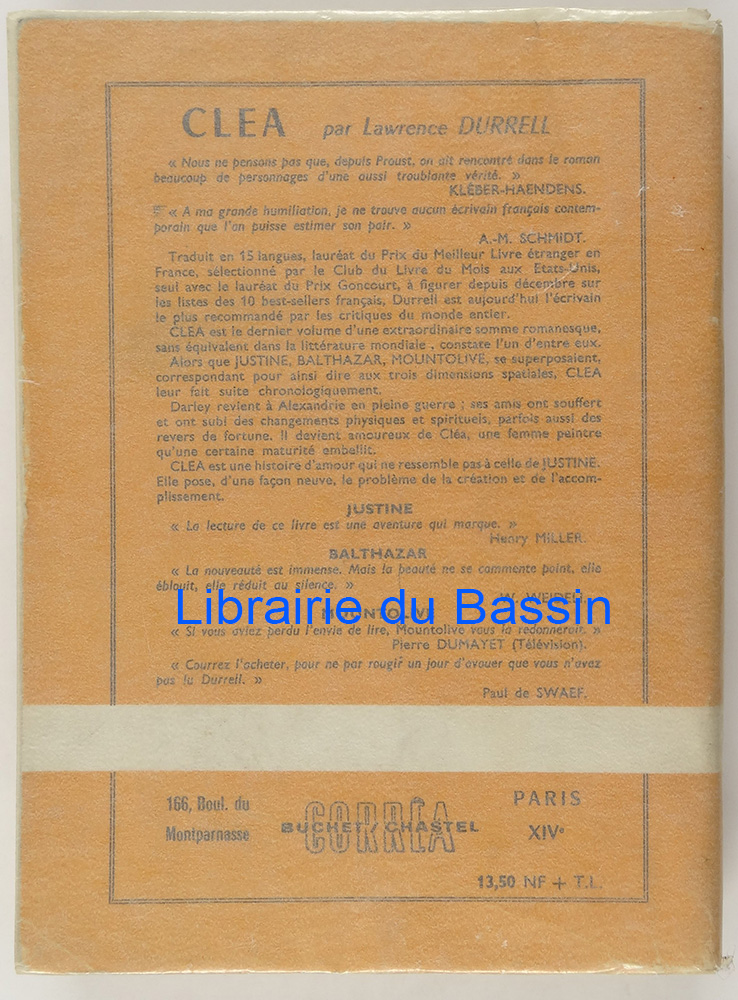 CLEA par Lawrence DURRELL
« Nous ne pensons pas que, depuis Proust, on ait rencontré dans le roman
beaucoup de personnages d'une aussi troublante vérité. »
KLÉBER-HAENDENS.
« A ma grande humiliation, je ne trouve aucun écrivain français contem-
porain que l'on puisse estimer son pair. »
A.-M. SCHMIDT.
Traduit en 15 langues, lauréat du Prix du Meilleur Livre étranger en
France, sélectionné par le Club du Livre du Mois aux Etats-Unis,
seul avec le lauréat du Prix Goncourt, à figurer depuis décembre sur
les listes des 10 best-sellers français, Durrell est aujourd'hui l'écrivain
le plus recommandé par les critiques du monde entier.
CLEA est le dernier volume d'une extraordinaire somme romanesque,
sans équivalent dans la littérature mondiale, constate l'un d'entre eux.
Alors que JUSTINE, BALTHAZAR, MOUNTOLIVE, se superposaient,
correspondant pour ainsi dire aux trois dimensions spatiales, CLEA
leur fait suite chronologiquement.
Darley revient à Alexandrie en pleine guerre ; ses amis ont souffert
et ont subi des changements physiques et spirituels, parfois aussi des
revers de fortune. Il devient amoureux de Cléa, une femme peintre
qu'une certaine maturité embellit.
CLEA est une histoire d'amour qui ne ressemble pas à celle de JUSTINE.
Elle pose, d'une façon neuve, le problème de la création et de l'accom-
plissement.
JUSTINE
« La lecture de ce livre est une aventure qui marque. »
Henry MILLER.
BALTHAZAR
« La nouveauté est immense. Mais la beauté ne se commente point, elle
éblouit, elle réduit au silence. »
W.
Librairie du Bassin
MOUNTOLIVE
« Si vous aviez perdu l'envie de lire, Mountolive vous la redonnerait. »
Pierre DUMAYET (Télévision).
« Courrez l'acheter, pour ne par rougir un jour d'avouer que vous n'avez
pas lu Durrell. »
Paul de SWAEF.
166, Boul. du
Montparnasse
CORRÊA
BUCHET / CHASTEL
PARIS
XIVe
13,50 NF + T.L.